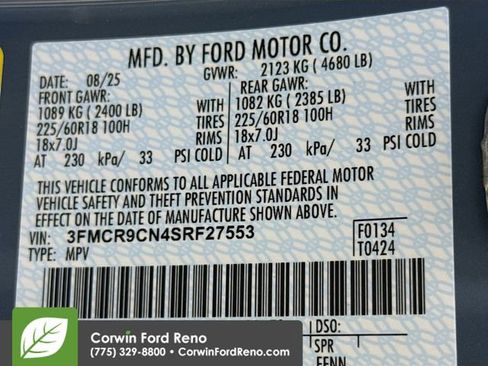 MFD. BY FORD MOTOR CO.
DATE: 08/25 GVWR: 2123 KG ( 4680 LB)
FRONT GAWR: REAR GAWR:
1089 KG ( 2400 LB) WITH 1082 KG ( 2385 LB) WITH
225/60R18 100H TIRES 225/60R18 100H TIRES
18x7.0J RIMS 18x7.0J RIMS
AT 230 kPa/ 33 PSI COLD AT 230 kPa/ 33 PSI COLD
THIS VEHICLE CONFORMS TO ALL APPLICABLE FEDERAL MOTOR
VEHICLE SAFETY AND THEFT PREVENTION STANDARDS IN
EFFECT ON THE DATE OF MANUFACTURE SHOWN ABOVE.
VIN: 3FMCR9CN4SRF27553 F0134
TYPE: MPV T0424
DSO:
SPR
Corwin Ford Reno
(775) 329-8800 • CorwinFordReno.com